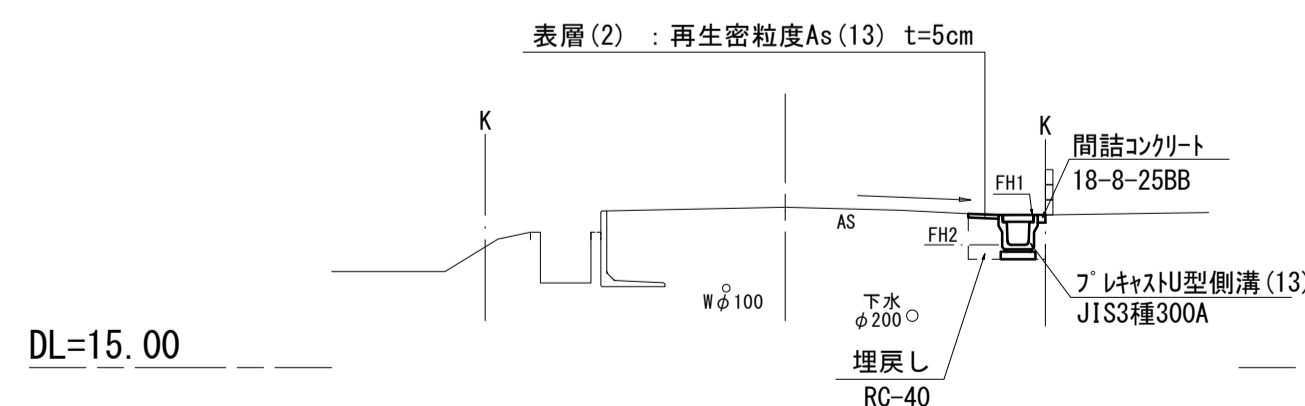 表層(2) : 再生密粒度As(13) t=5cm
K
K
間詰コンクリート
18-8-25BB
FH1
AS
FH2
Wφ100
下水
φ200
プレキャストU型側溝(13)
JIS3種300A
DL=15.00
埋戻し
RC-40